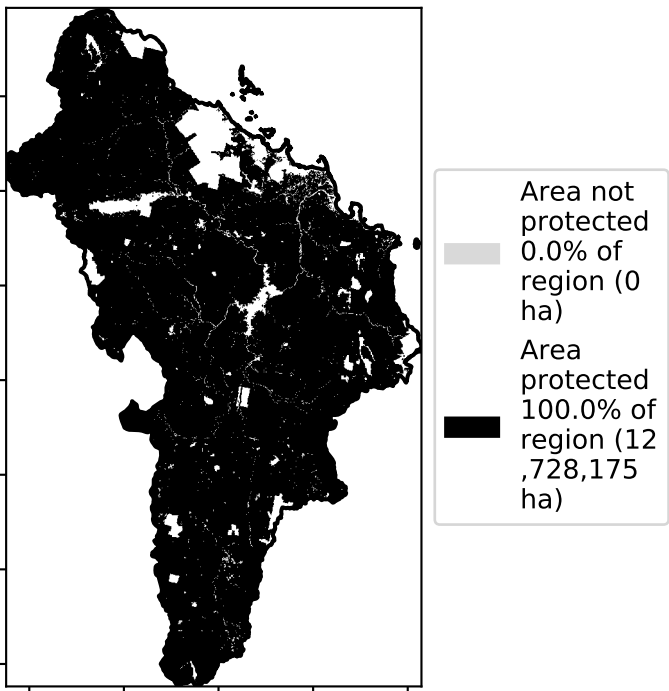 Area not
protected
0.0% of
region (0
ha)
Area
protected
100.0% of
region (12
,728,175
ha)